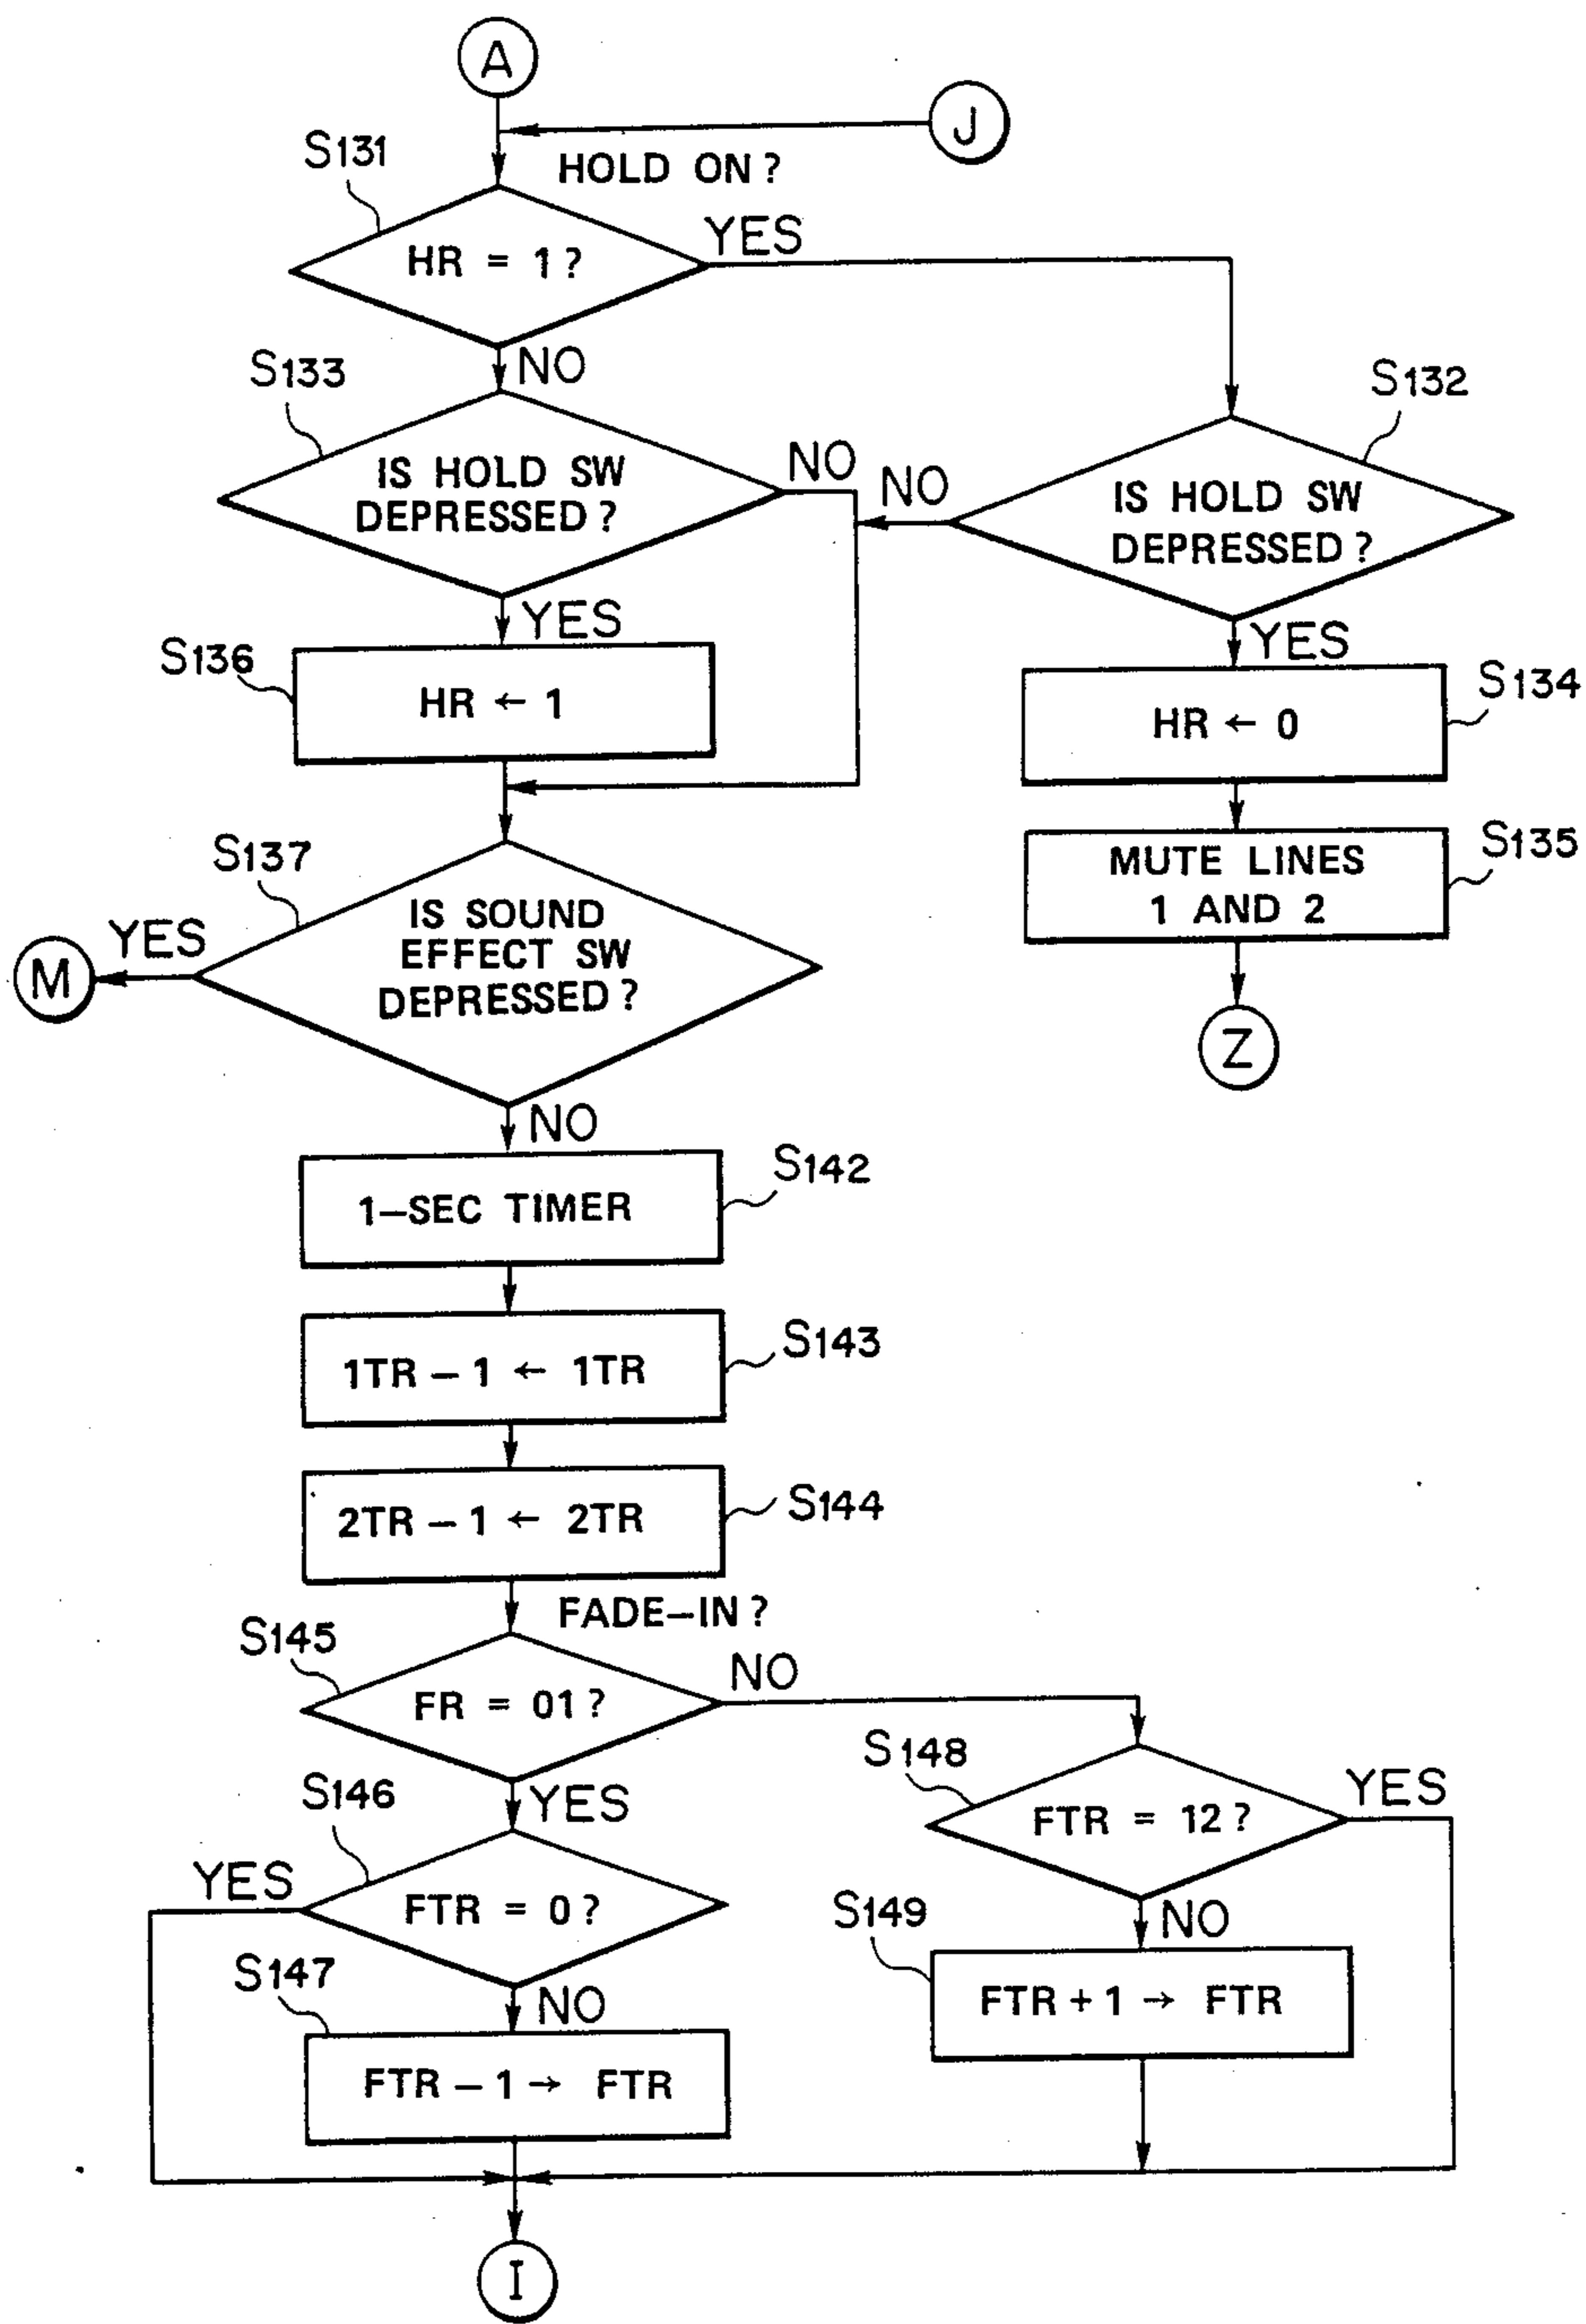 A
J
S131
HOLD ON?
HR = 1?
YES
NO
S133
S132
IS HOLD SW
DEPRESSED?
NO
NO
IS HOLD SW
DEPRESSED?
YES
YES
S136
HR ← 1
S134
HR ← 0
S135
MUTE LINES
1 AND 2
Z
S137
IS SOUND
EFFECT SW
DEPRESSED?
YES
M
NO
S142
1-SEC TIMER
S143
1TR - 1 ← 1TR
S144
2TR - 1 ← 2TR
FADE-IN?
S145
FR = 01?
NO
YES
S148
FTR = 12?
YES
S146
FTR = 0?
YES
NO
S149
FTR + 1 → FTR
S147
NO
FTR - 1 → FTR
I